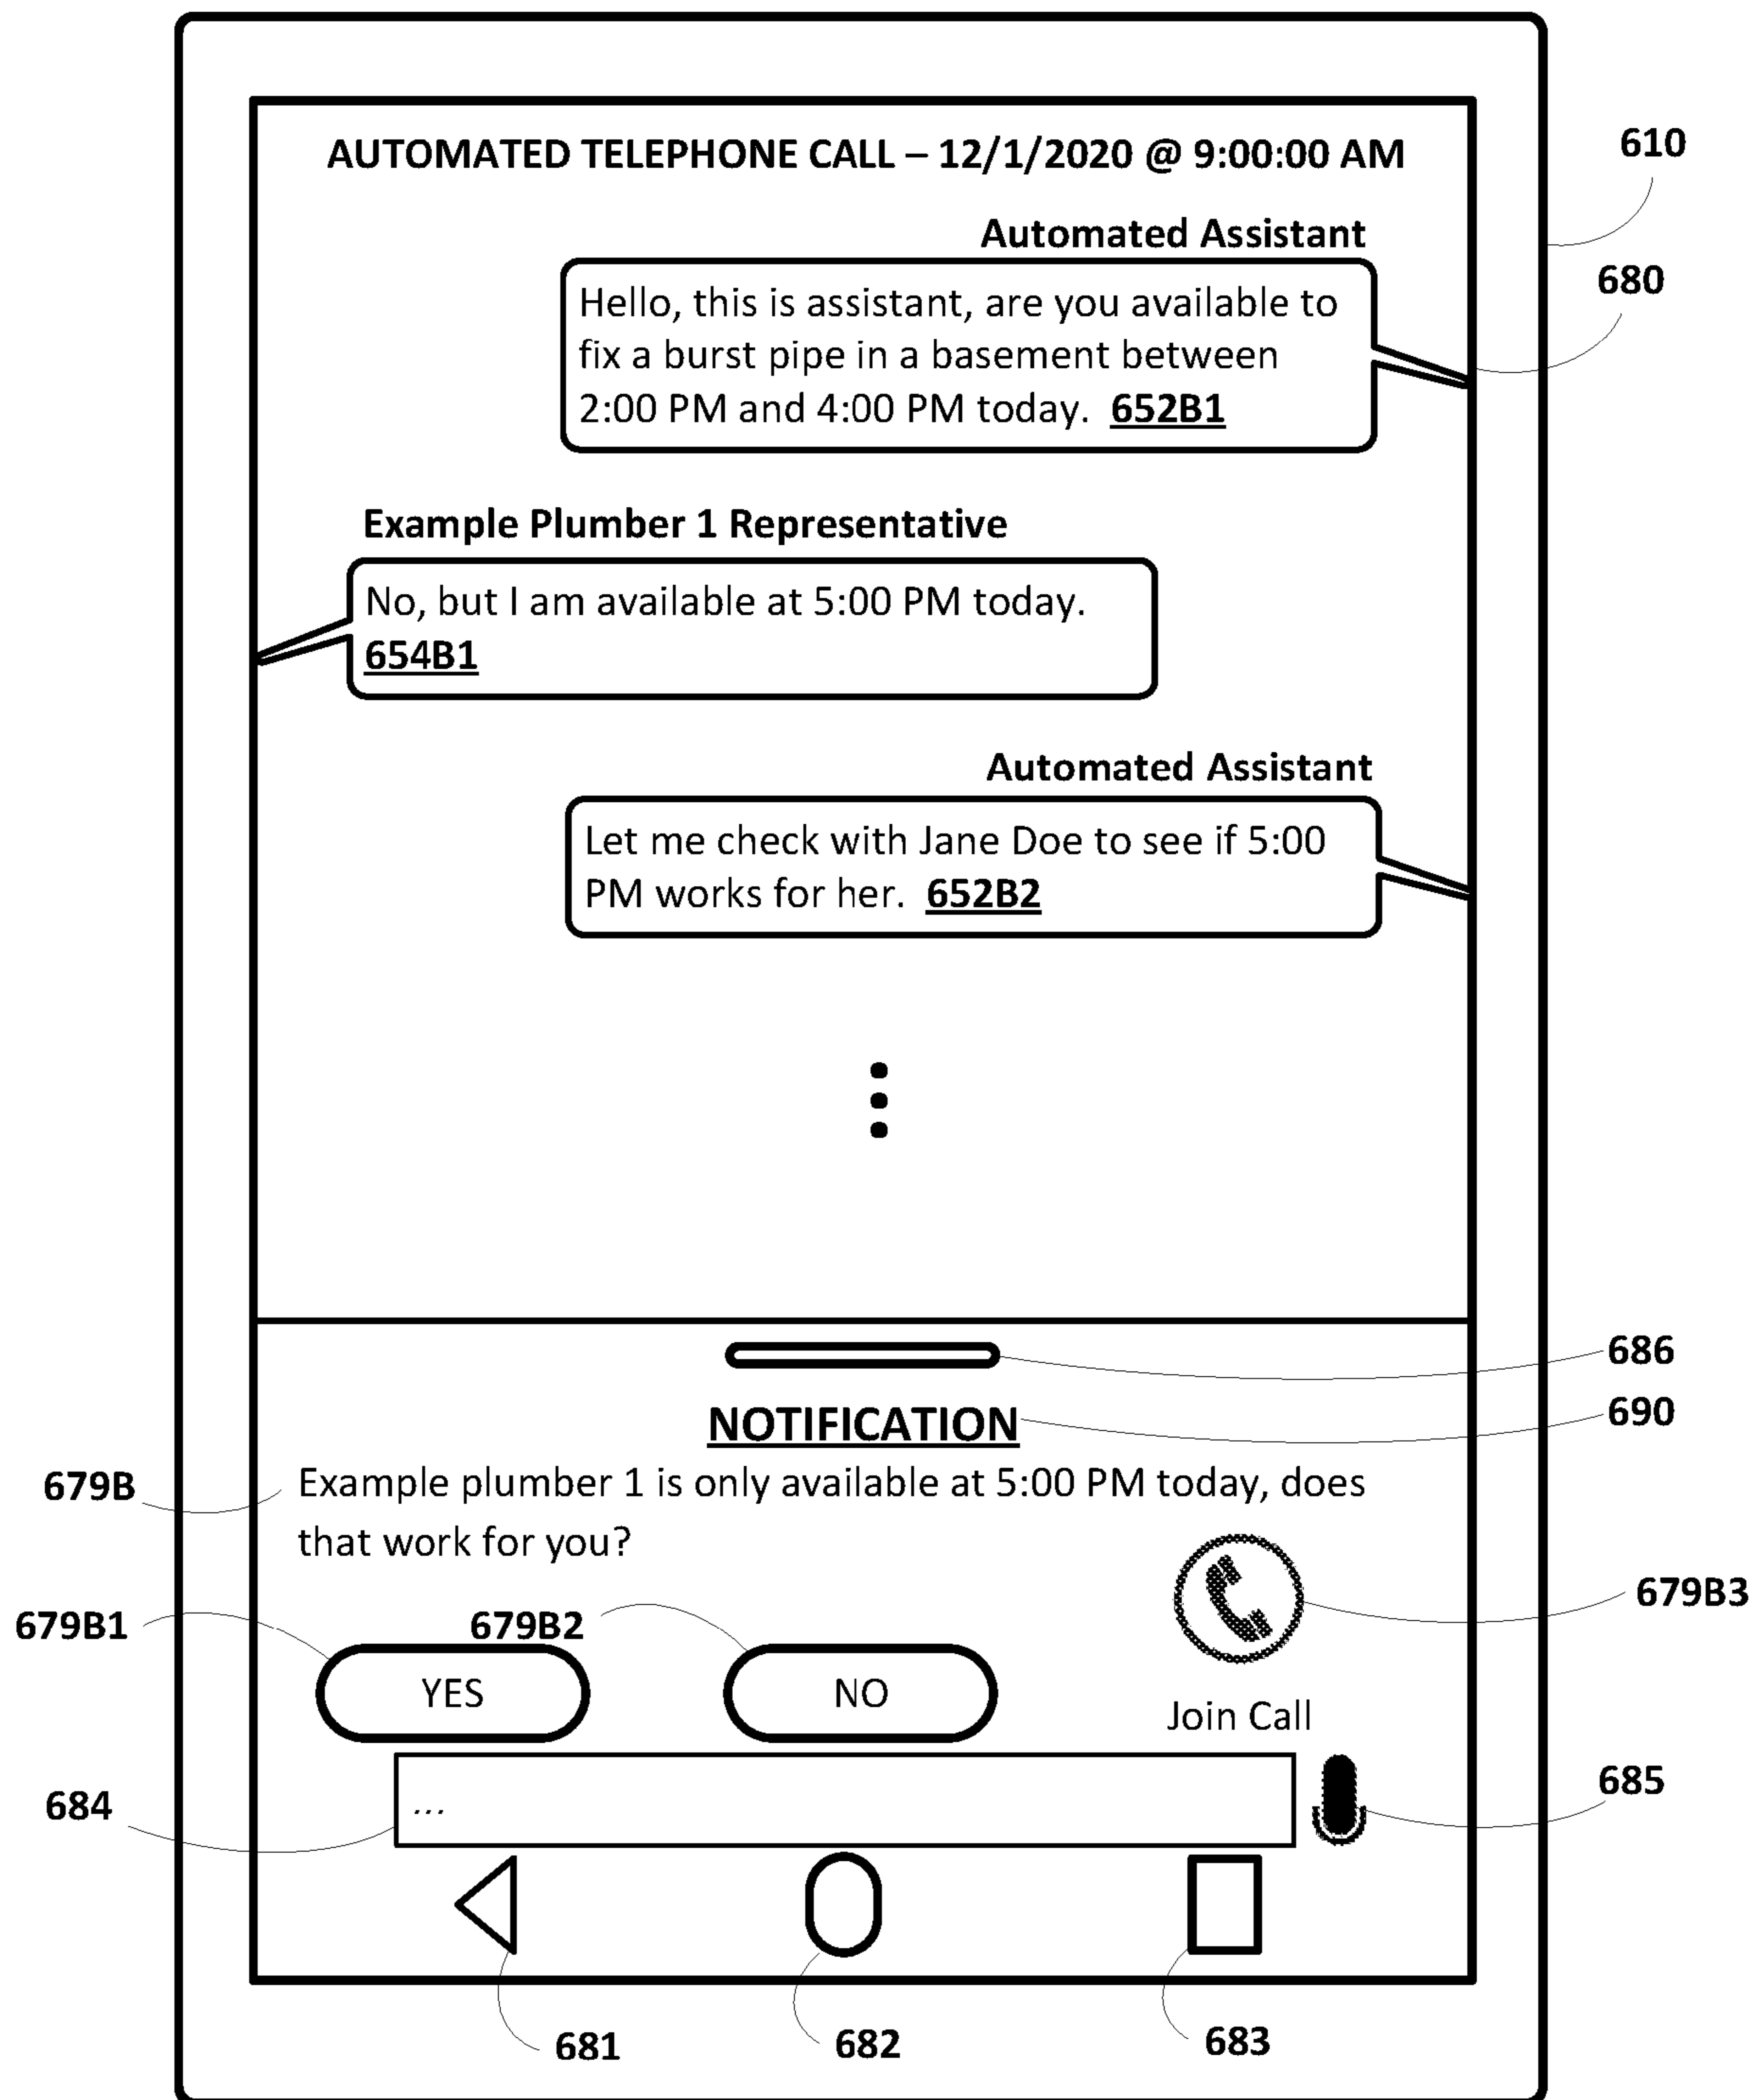 AUTOMATED TELEPHONE CALL – 12/1/2020 @ 9:00:00 AM
610
Automated Assistant
680
Hello, this is assistant, are you available to
fix a burst pipe in a basement between
2:00 PM and 4:00 PM today. 652B1
Example Plumber 1 Representative
No, but I am available at 5:00 PM today.
654B1
Automated Assistant
Let me check with Jane Doe to see if 5:00
PM works for her. 652B2
686
690
NOTIFICATION
679B
Example plumber 1 is only available at 5:00 PM today, does
that work for you?
679B3
679B1
679B2
YES
NO
Join Call
684
...
685
681
682
683